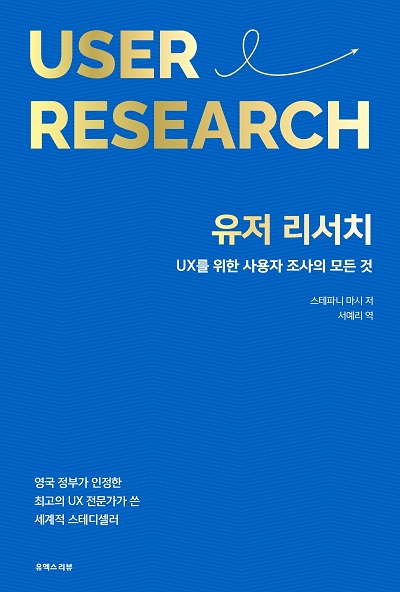 USER
RESEARCH
유저 리서치
UX를 위한 사용자 조사의 모든 것
스테파니 마시 저
서예리 역
영국 정부가 인정한
최고의 UX 전문가가 쓴
세계적 스테디셀러
유엑스리뷰